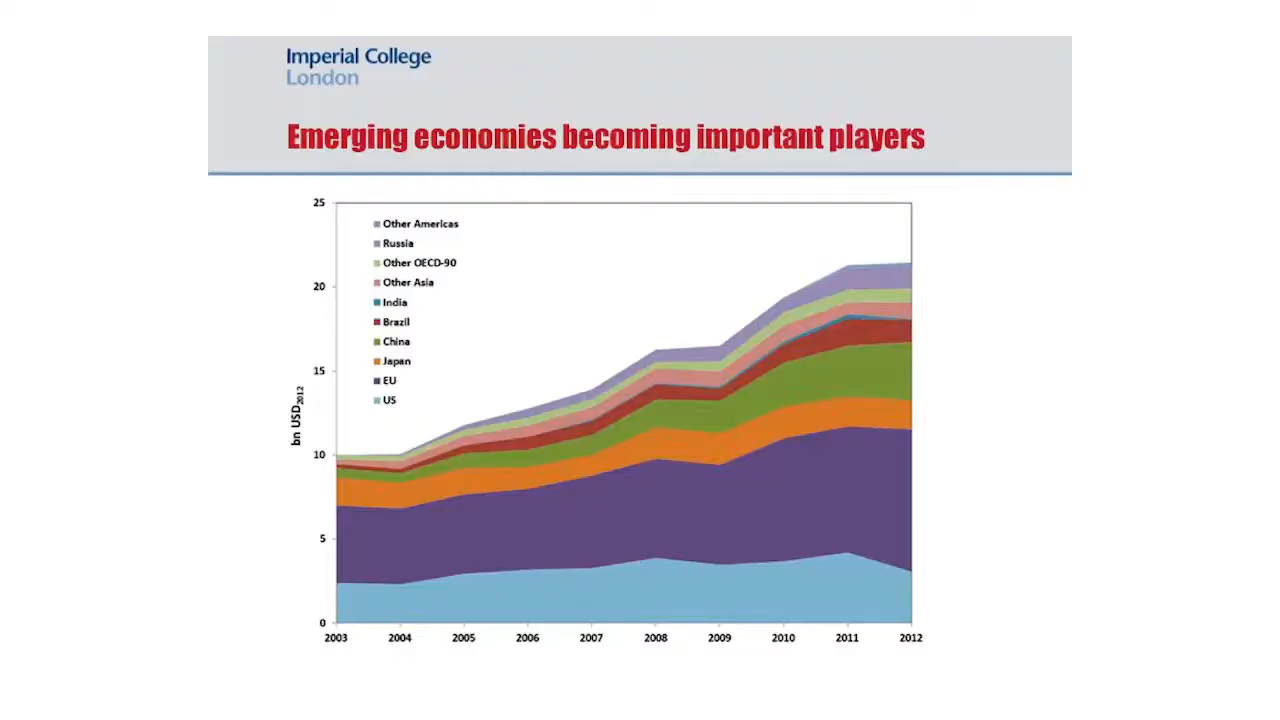 Imperial College
London
Emerging economies becoming important players
25
20
15
10
5
0
bn USD2012
Other Americas
Russia
Other OECD-90
Other Asia
India
Brazil
China
Japan
EU
US
2003 2004 2005 2006 2007 2008 2009 2010 2011 2012